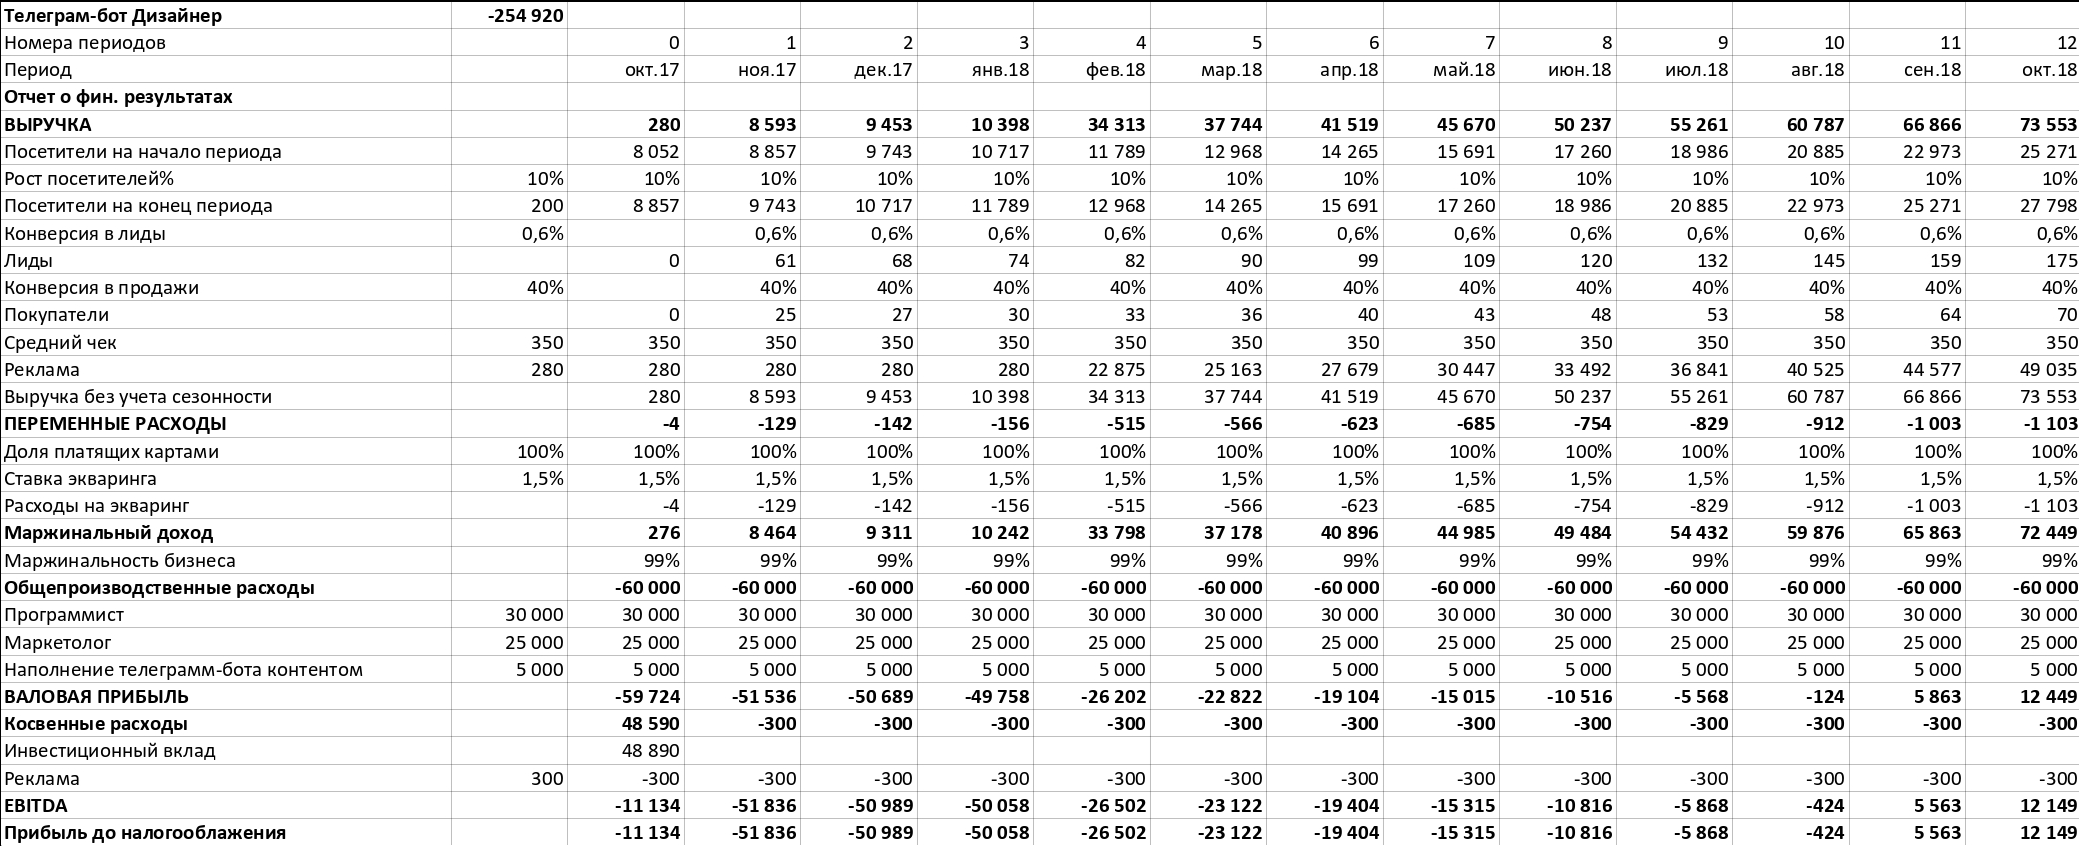 Телеграм-бот Дизайнер -254 920
Номера периодов 0 1 2 3 4 5 6 7 8 9 10 11 12
Период окт.17 ноя.17 дек.17 янв.18 фев.18 мар.18 апр.18 май.18 июн.18 июл.18 авг.18 сен.18 окт.18
Отчет о фин. результатах
ВЫРУЧКА 280 8 593 9 453 10 398 34 313 37 744 41 519 45 670 50 237 55 261 60 787 66 866 73 553
Посетители на начало периода 8 052 8 857 9 743 10 717 11 789 12 968 14 265 15 691 17 260 18 986 20 885 22 973 25 271
Рост посетителей% 10% 10% 10% 10% 10% 10% 10% 10% 10% 10% 10% 10% 10% 10%
Посетители на конец периода 200 8 857 9 743 10 717 11 789 12 968 14 265 15 691 17 260 18 986 20 885 22 973 25 271 27 798
Конверсия в лиды 0,6% 0,6% 0,6% 0,6% 0,6% 0,6% 0,6% 0,6% 0,6% 0,6% 0,6% 0,6% 0,6%
Лиды 0 61 68 74 82 90 99 109 120 132 145 159 175
Конверсия в продажи 40% 40% 40% 40% 40% 40% 40% 40% 40% 40% 40% 40% 40%
Покупатели 0 25 27 30 33 36 40 43 48 53 58 64 70
Средний чек 350 350 350 350 350 350 350 350 350 350 350 350 350 350
Реклама 280 280 280 280 280 22 875 25 163 27 679 30 447 33 492 36 841 40 525 44 577 49 035
Выручка без учета сезонности 280 8 593 9 453 10 398 34 313 37 744 41 519 45 670 50 237 55 261 60 787 66 866 73 553
ПЕРЕМЕННЫЕ РАСХОДЫ -4 -129 -142 -156 -515 -566 -623 -685 -754 -829 -912 -1 003 -1 103
Доля платящих картами 100% 100% 100% 100% 100% 100% 100% 100% 100% 100% 100% 100% 100% 100%
Ставка экваринга 1,5% 1,5% 1,5% 1,5% 1,5% 1,5% 1,5% 1,5% 1,5% 1,5% 1,5% 1,5% 1,5% 1,5%
Расходы на экваринг -4 -129 -142 -156 -515 -566 -623 -685 -754 -829 -912 -1 003 -1 103
Маржинальный доход 276 8 464 9 311 10 242 33 798 37 178 40 896 44 985 49 484 54 432 59 876 65 863 72 449
Маржинальность бизнеса 99% 99% 99% 99% 99% 99% 99% 99% 99% 99% 99% 99% 99%
Общепроизводственные расходы -60 000 -60 000 -60 000 -60 000 -60 000 -60 000 -60 000 -60 000 -60 000 -60 000 -60 000 -60 000 -60 000
Программист 30 000 30 000 30 000 30 000 30 000 30 000 30 000 30 000 30 000 30 000 30 000 30 000 30 000 30 000
Маркетолог 25 000 25 000 25 000 25 000 25 000 25 000 25 000 25 000 25 000 25 000 25 000 25 000 25 000 25 000
Наполнение телеграмм-бота контентом 5 000 5 000 5 000 5 000 5 000 5 000 5 000 5 000 5 000 5 000 5 000 5 000 5 000 5 000
ВАЛОВАЯ ПРИБЫЛЬ -59 724 -51 536 -50 689 -49 758 -26 202 -22 822 -19 104 -15 015 -10 516 -5 568 -124 5 863 12 449
Косвенные расходы 48 590 -300 -300 -300 -300 -300 -300 -300 -300 -300 -300 -300 -300
Инвестиционный вклад 48 890
Реклама 300 -300 -300 -300 -300 -300 -300 -300 -300 -300 -300 -300 -300 -300
EBITDA -11 134 -51 836 -50 989 -50 058 -26 502 -23 122 -19 404 -15 315 -10 816 -5 868 -424 5 563 12 149
Прибыль до налогооблажения -11 134 -51 836 -50 989 -50 058 -26 502 -23 122 -19 404 -15 315 -10 816 -5 868 -424 5 563 12 149